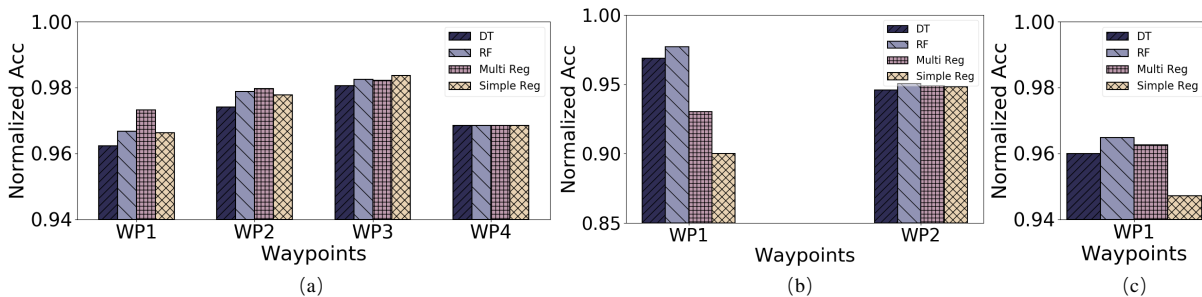 Normalized Acc
1.00
0.98
0.96
0.94
DT
RF
Multi Reg
Simple Reg
WP1 WP2 WP3 WP4
Waypoints
(a)
Normalized Acc
1.00
0.95
0.90
0.85
DT
RF
Multi Reg
Simple Reg
WP1 WP2
Waypoints
(b)
Normalized Acc
1.00
0.98
0.96
0.94
DT
RF
Multi Reg
Simple Reg
WP1
Waypoints
(c)